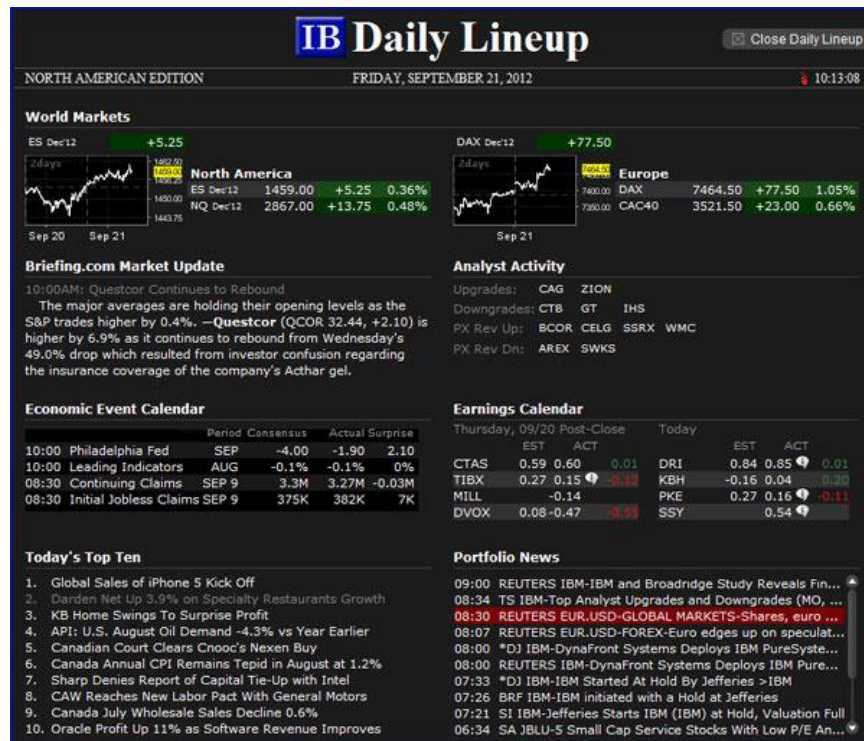 IB Daily Lineup
Close Daily Lineup
NORTH AMERICAN EDITION FRIDAY, SEPTEMBER 21, 2012 10:13:08
World Markets
ES Dec'12 +5.25
2days
1462.50
1459.00
1456.25
1450.00
1443.75
Sep 20 Sep 21
North America
ES Dec'12 1459.00 +5.25 0.36%
NQ Dec'12 2867.00 +13.75 0.48%
DAX Dec'12 +77.50
2days
7464.50
7400.00
7350.00
Sep 21
Europe
DAX 7464.50 +77.50 1.05%
CAC40 3521.50 +23.00 0.66%
Briefing.com Market Update
10:00AM: Questcor Continues to Rebound
The major averages are holding their opening levels as the
S&P trades higher by 0.4%. —Questcor (QCOR 32.44, +2.10) is
higher by 6.9% as it continues to rebound from Wednesday's
49.0% drop which resulted from investor confusion regarding
the insurance coverage of the company's Acthar gel.
Analyst Activity
Upgrades: CAG ZION
Downgrades: CTB GT IHS
PX Rev Up: BCOR CELG SSRX WMC
PX Rev Dn: AREX SWKS
Economic Event Calendar
Period Consensus Actual Surprise
10:00 Philadelphia Fed SEP -4.00 -1.90 2.10
10:00 Leading Indicators AUG -0.1% -0.1% 0%
08:30 Continuing Claims SEP 9 3.3M 3.27M -0.03M
08:30 Initial Jobless Claims SEP 9 375K 382K 7K
Earnings Calendar
Thursday, 09/20 Post-Close Today
EST ACT EST ACT
CTAS 0.59 0.60 0.01 DRI 0.84 0.85 0.01
TIBX 0.27 0.15 -0.12 KBH -0.16 0.04 0.20
MILL -0.14 PKE 0.27 0.16 -0.11
DVOX 0.08 -0.47 -0.55 SSY 0.54
Today's Top Ten
1. Global Sales of iPhone 5 Kick Off
2. Darden Net Up 3.9% on Specialty Restaurants Growth
3. KB Home Swings To Surprise Profit
4. API: U.S. August Oil Demand -4.3% vs Year Earlier
5. Canadian Court Clears Cnooc's Nexen Buy
6. Canada Annual CPI Remains Tepid in August at 1.2%
7. Sharp Denies Report of Capital Tie-Up with Intel
8. CAW Reaches New Labor Pact With General Motors
9. Canada July Wholesale Sales Decline 0.6%
10. Oracle Profit Up 11% as Software Revenue Improves
Portfolio News
09:00 REUTERS IBM-IBM and Broadridge Study Reveals Fin...
08:34 TS IBM-Top Analyst Upgrades and Downgrades (MO, ...
08:30 REUTERS EUR.USD-GLOBAL MARKETS-Shares, euro ...
08:07 REUTERS EUR.USD-FOREX-Euro edges up on speculat...
08:00 *DJ IBM-DynaFront Systems Deploys IBM PureSyste...
08:00 REUTERS IBM-DynaFront Systems Deploys IBM Pure...
07:33 *DJ IBM-IBM Started At Hold By Jefferies >IBM
07:26 BRF IBM-IBM initiated with a Hold at Jefferies
07:21 SI IBM-Jefferies Starts IBM (IBM) at Hold, Valuation Full
06:34 SA JBLU-5 Small Cap Service Stocks With Low P/E An...